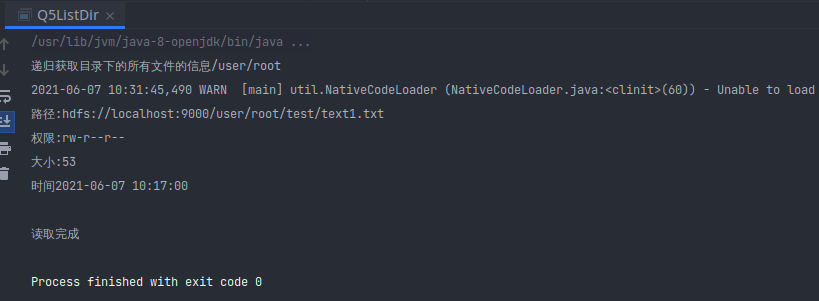 Q5ListDir
/usr/lib/jvm/java-8-openjdk/bin/java ...
递归获取目录下的所有文件的信息/user/root
2021-06-07 10:31:45,490 WARN  [main] util.NativeCodeLoader (NativeCodeLoader.java:<clinit>(60)) - Unable to load
路径:hdfs://localhost:9000/user/root/test/text1.txt
权限:rw-r--r--
大小:53
时间2021-06-07 10:17:00
读取完成
Process finished with exit code 0